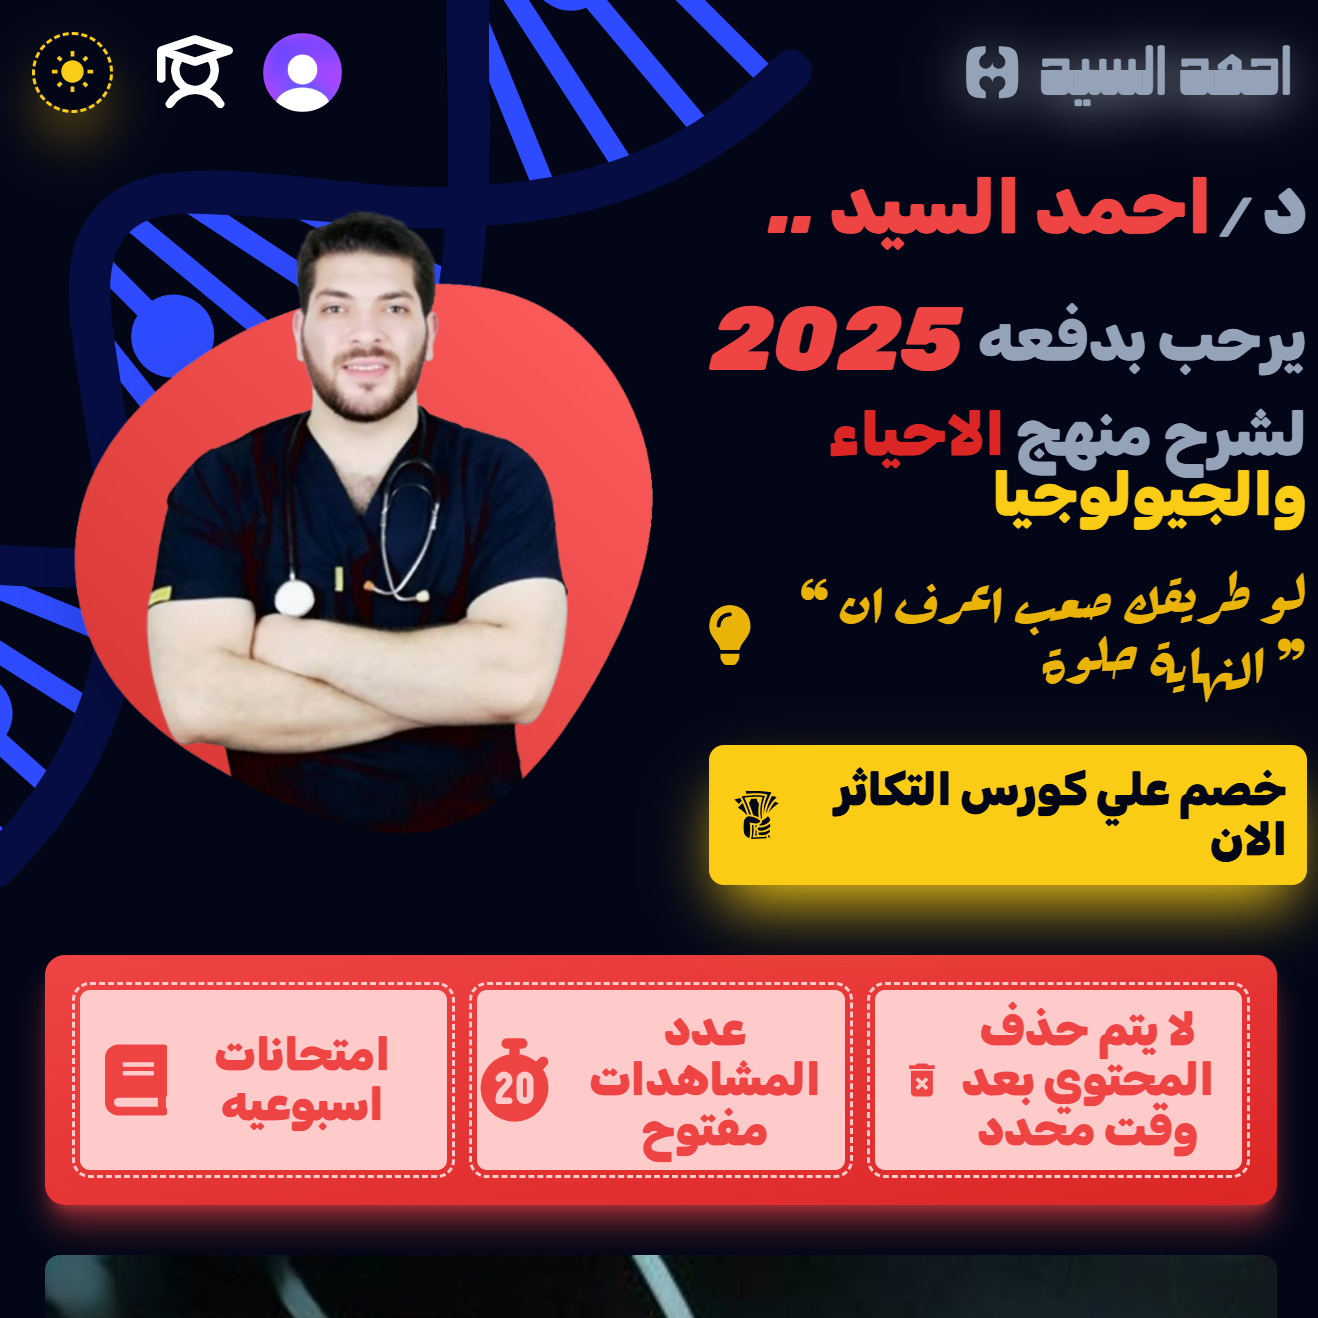 احمد السيد
د / احمد السيد ..
يرحب بدفعه 2025
لشرح منهج الاحياء
والجيولوجيا
لو طريقك صعب اعرف ان “
” النهاية حلوة
خصم علي كورس التكاثر
الان
لا يتم حذف
المحتوي بعد
وقت محدد
عدد
المشاهدات
مفتوح
20
امتحانات
اسبوعيه